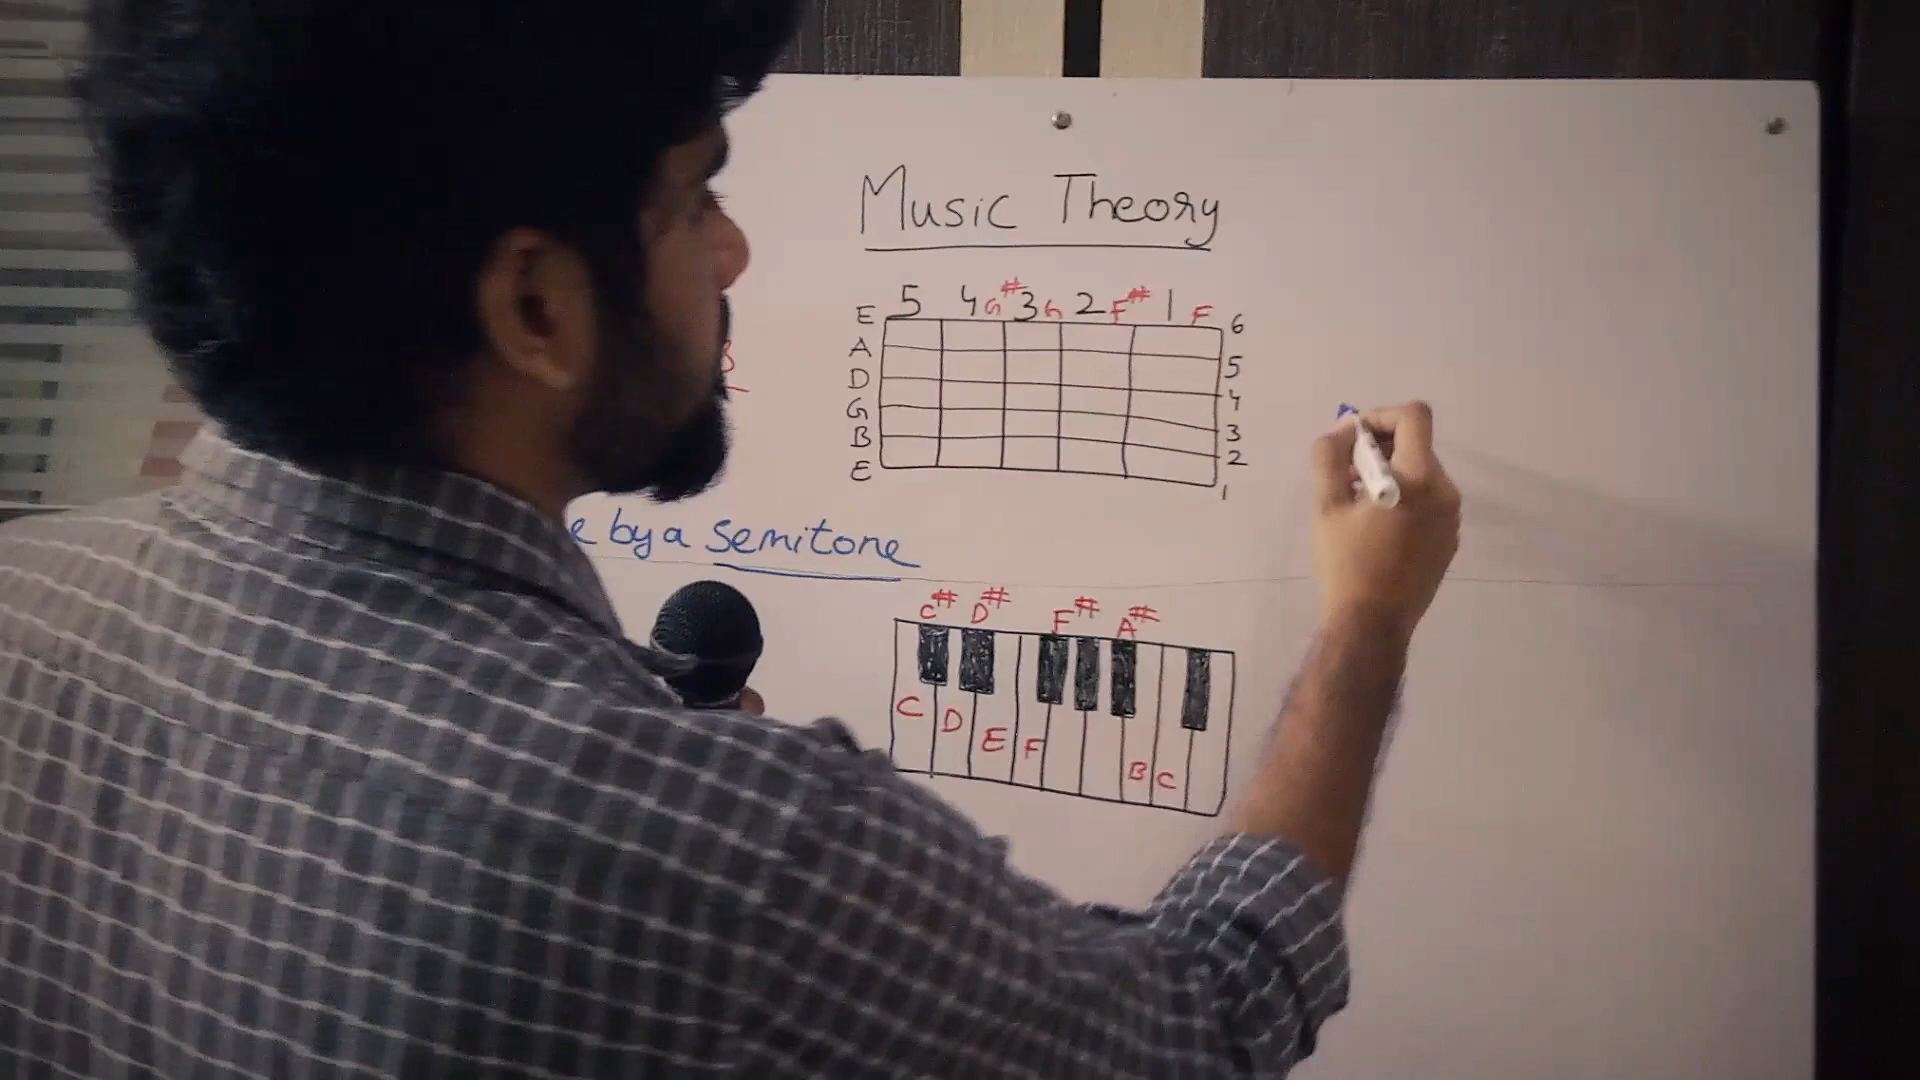 Music Theory
5 4 G# 3 G 2 F# 1 F
E 6
A 5
D 4
G 3
B 2
E 1
B
e by a semitone
C# D# F# A#
C D E F B C